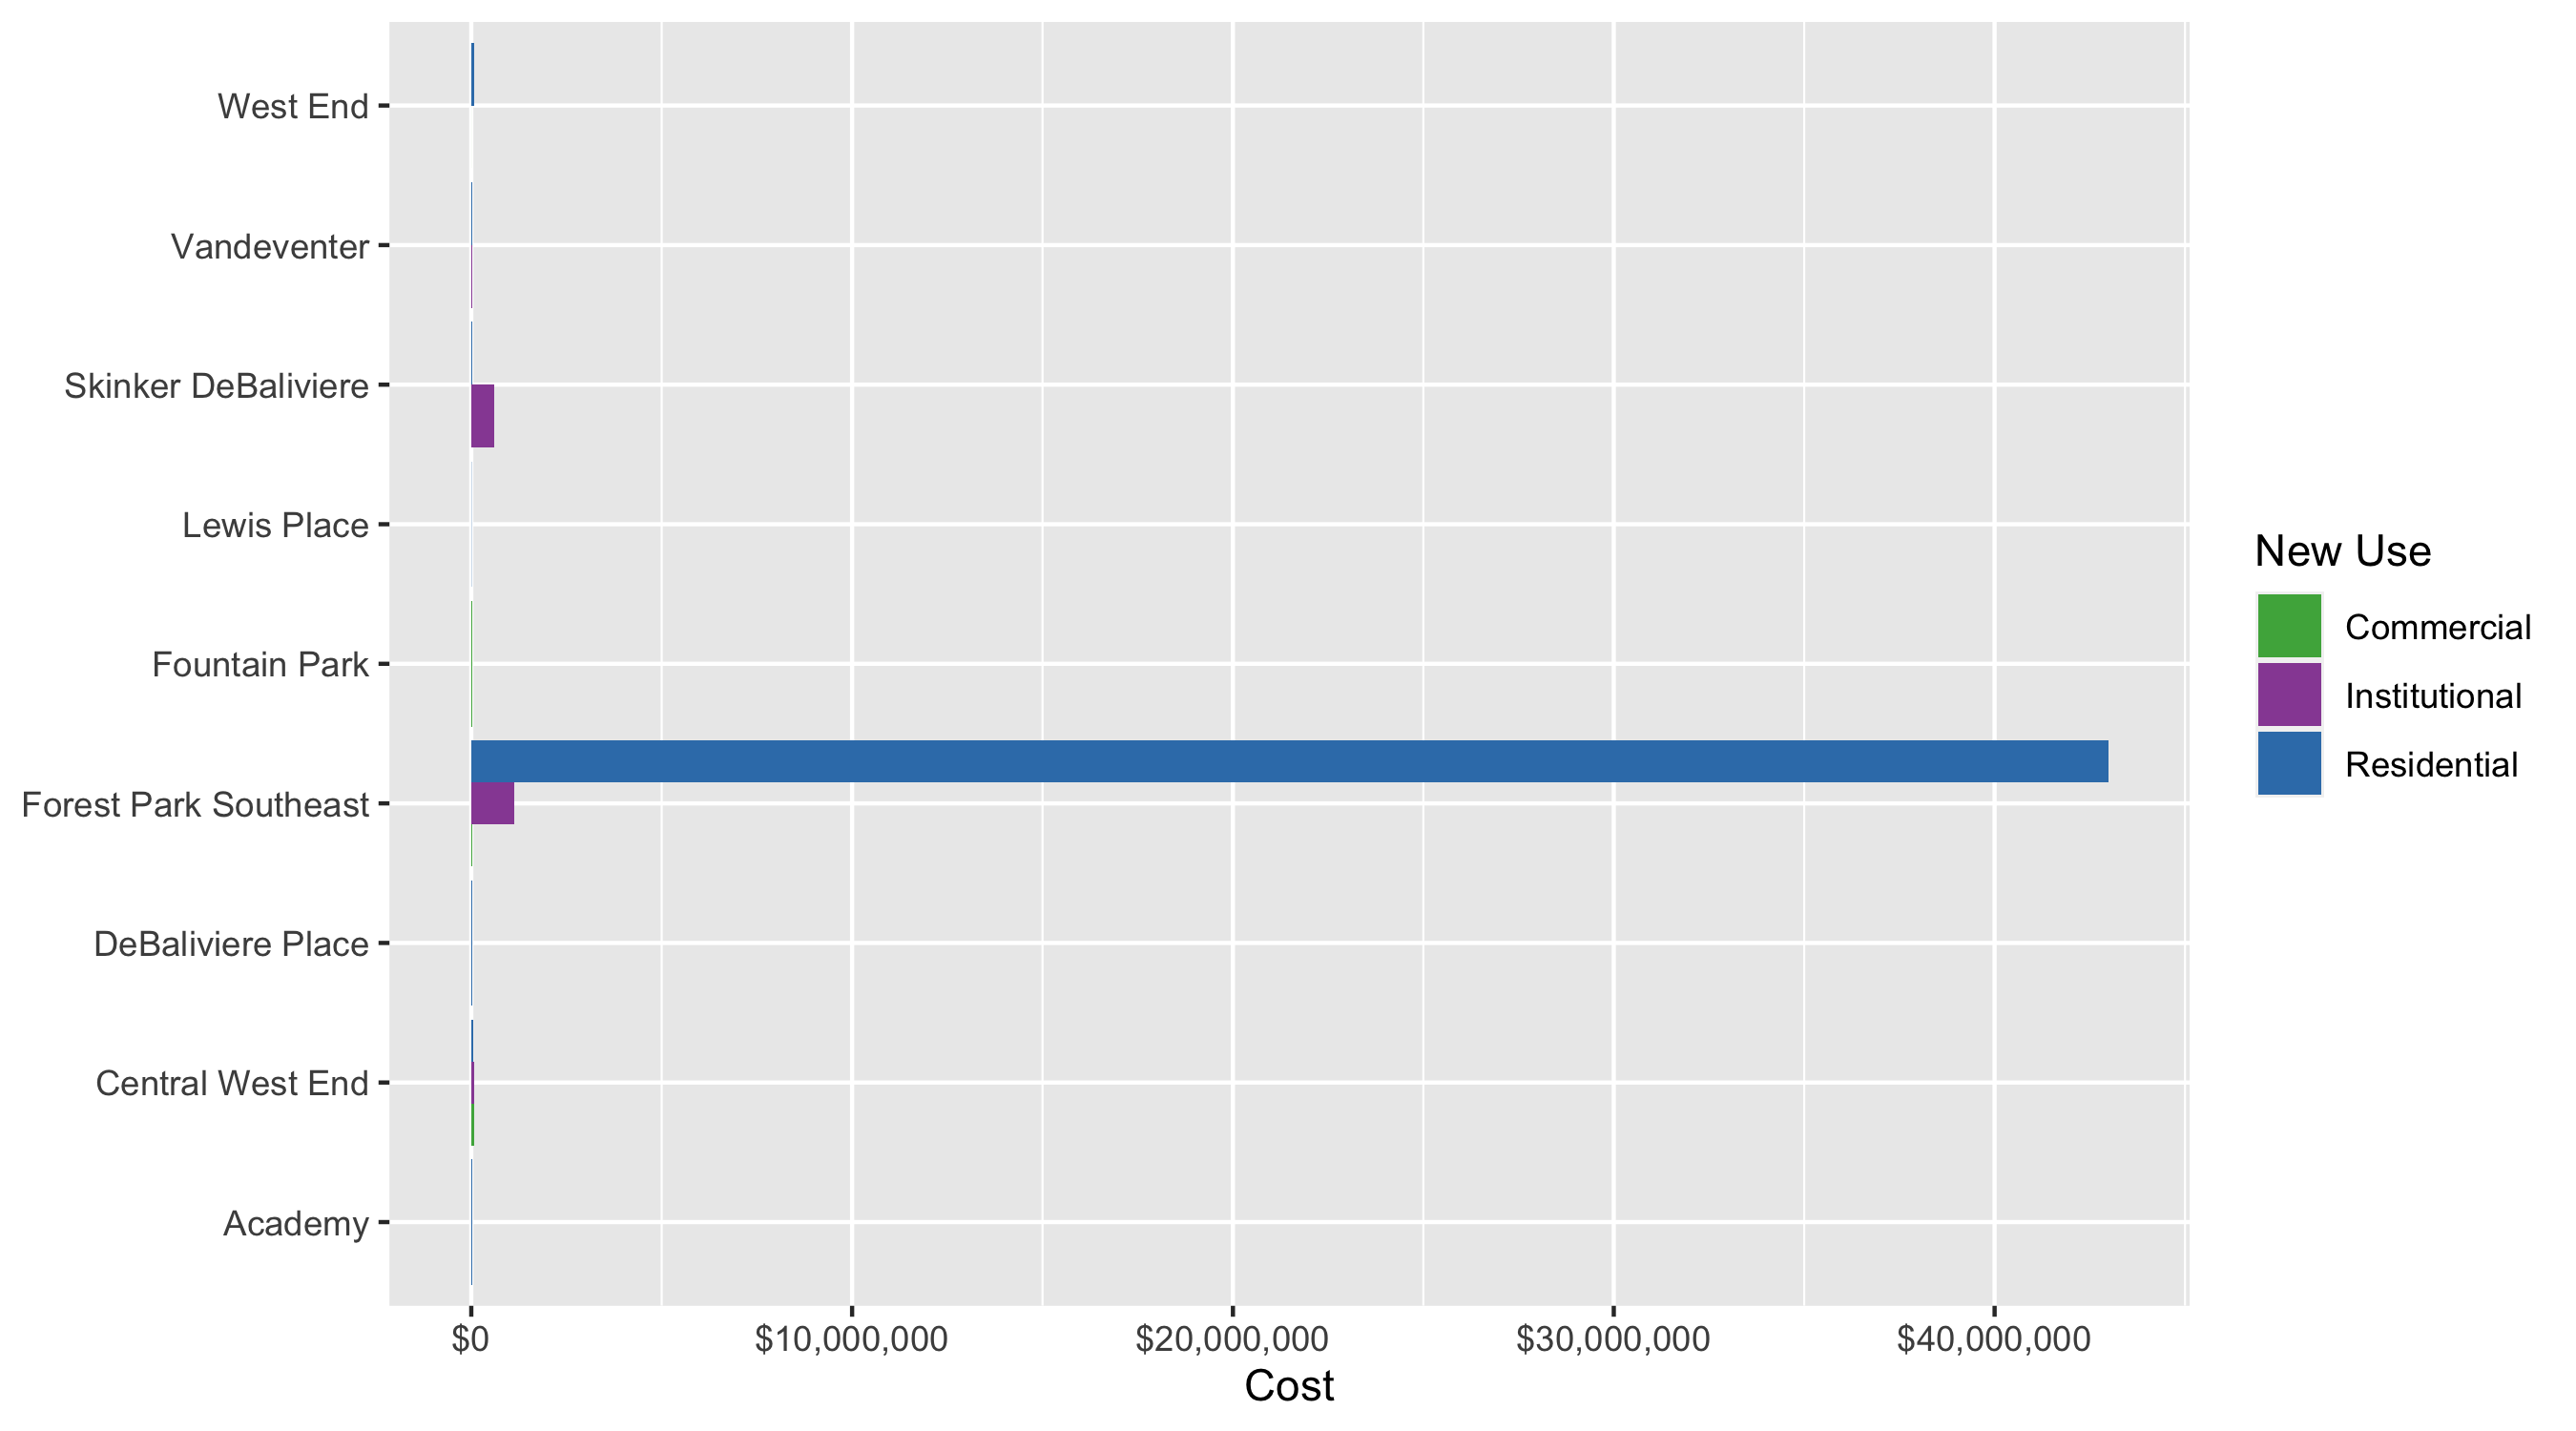 West End
Vandeventer
Skinker DeBaliviere
Lewis Place
Fountain Park
Forest Park Southeast
DeBaliviere Place
Central West End
Academy
$0 $10,000,000 $20,000,000 $30,000,000 $40,000,000
Cost
New Use
Commercial
Institutional
Residential